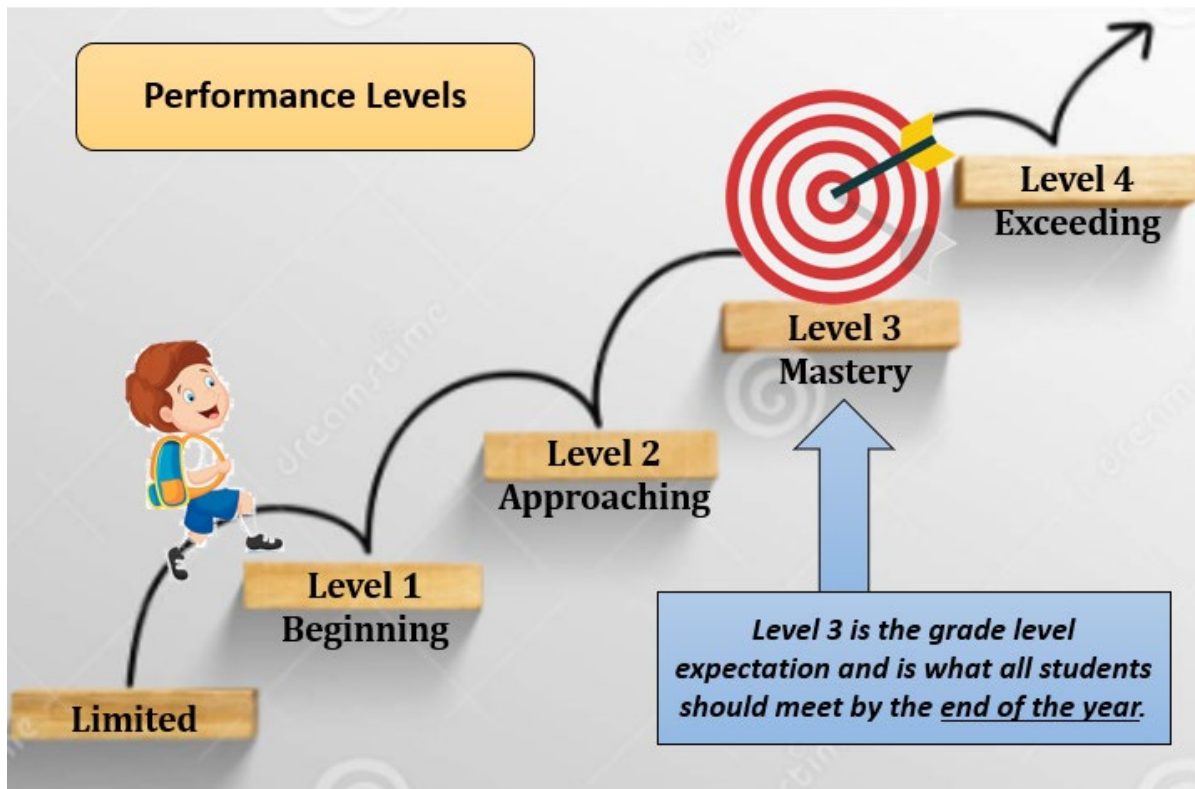 Performance Levels
Level 4
Exceeding
Level 3
Mastery
Level 2
Approaching
Level 1
Beginning
Limited
Level 3 is the grade level
expectation and is what all students
should meet by the end of the year.
dreamstime